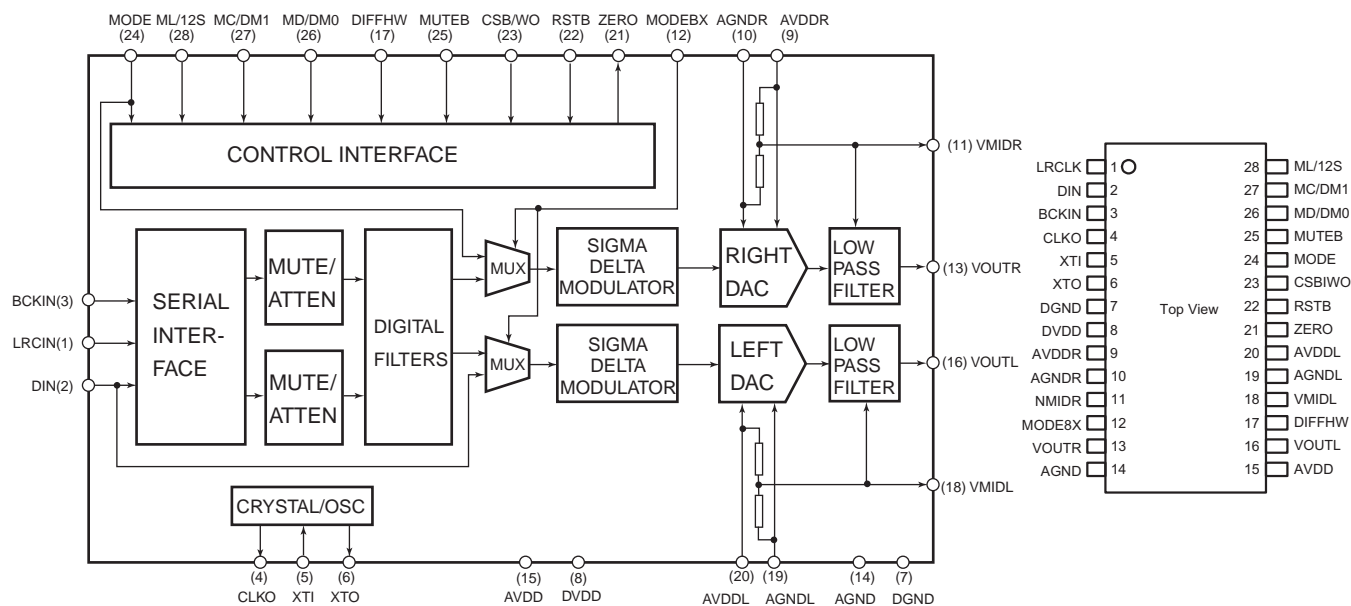 MODE ML/12S MC/DM1 MD/DM0 DIFFHW MUTEB CSB/WO RSTB ZERO MODEBX AGNDR AVDDR
(24) (28) (27) (26) (17) (25) (23) (22) (21) (12) (10) (9)
CONTROL INTERFACE
(11) VMIDR
BCKIN(3)
LRCIN(1)
DIN(2)
SERIAL
INTER-
FACE
MUTE/
ATTEN
MUTE/
ATTEN
DIGITAL
FILTERS
MUX
MUX
SIGMA
DELTA
MODULATOR
SIGMA
DELTA
MODULATOR
RIGHT
DAC
LEFT
DAC
LOW
PASS
FILTER
LOW
PASS
FILTER
(13) VOUTR
(16) VOUTL
(18) VMIDL
CRYSTAL/OSC
(4) (5) (6) (15) (8) (20) (19) (14) (7)
CLKO XTI XTO AVDD DVDD AVDDL AGNDL AGND DGND
LRCLK 1 28 ML/12S
DIN 2 27 MC/DM1
BCKIN 3 26 MD/DM0
CLKO 4 25 MUTEB
XTI 5 24 MODE
XTO 6 23 CSBIWO
DGND 7 22 RSTB
Top View
DVDD 8 21 ZERO
AVDDR 9 20 AVDDL
AGNDR 10 19 AGNDL
NMIDR 11 18 VMIDL
MODE8X 12 17 DIFFHW
VOUTR 13 16 VOUTL
AGND 14 15 AVDD